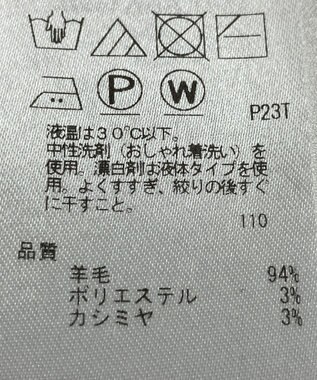 P W
P23T
液温は30℃以下。
中性洗剤（おしゃれ着洗い）を
使用。漂白剤は液体タイプを使
用。よくすすぎ、絞りの後すぐ
に干すこと。
110
品質
羊毛 94%
ポリエステル 3%
カシミヤ 3%